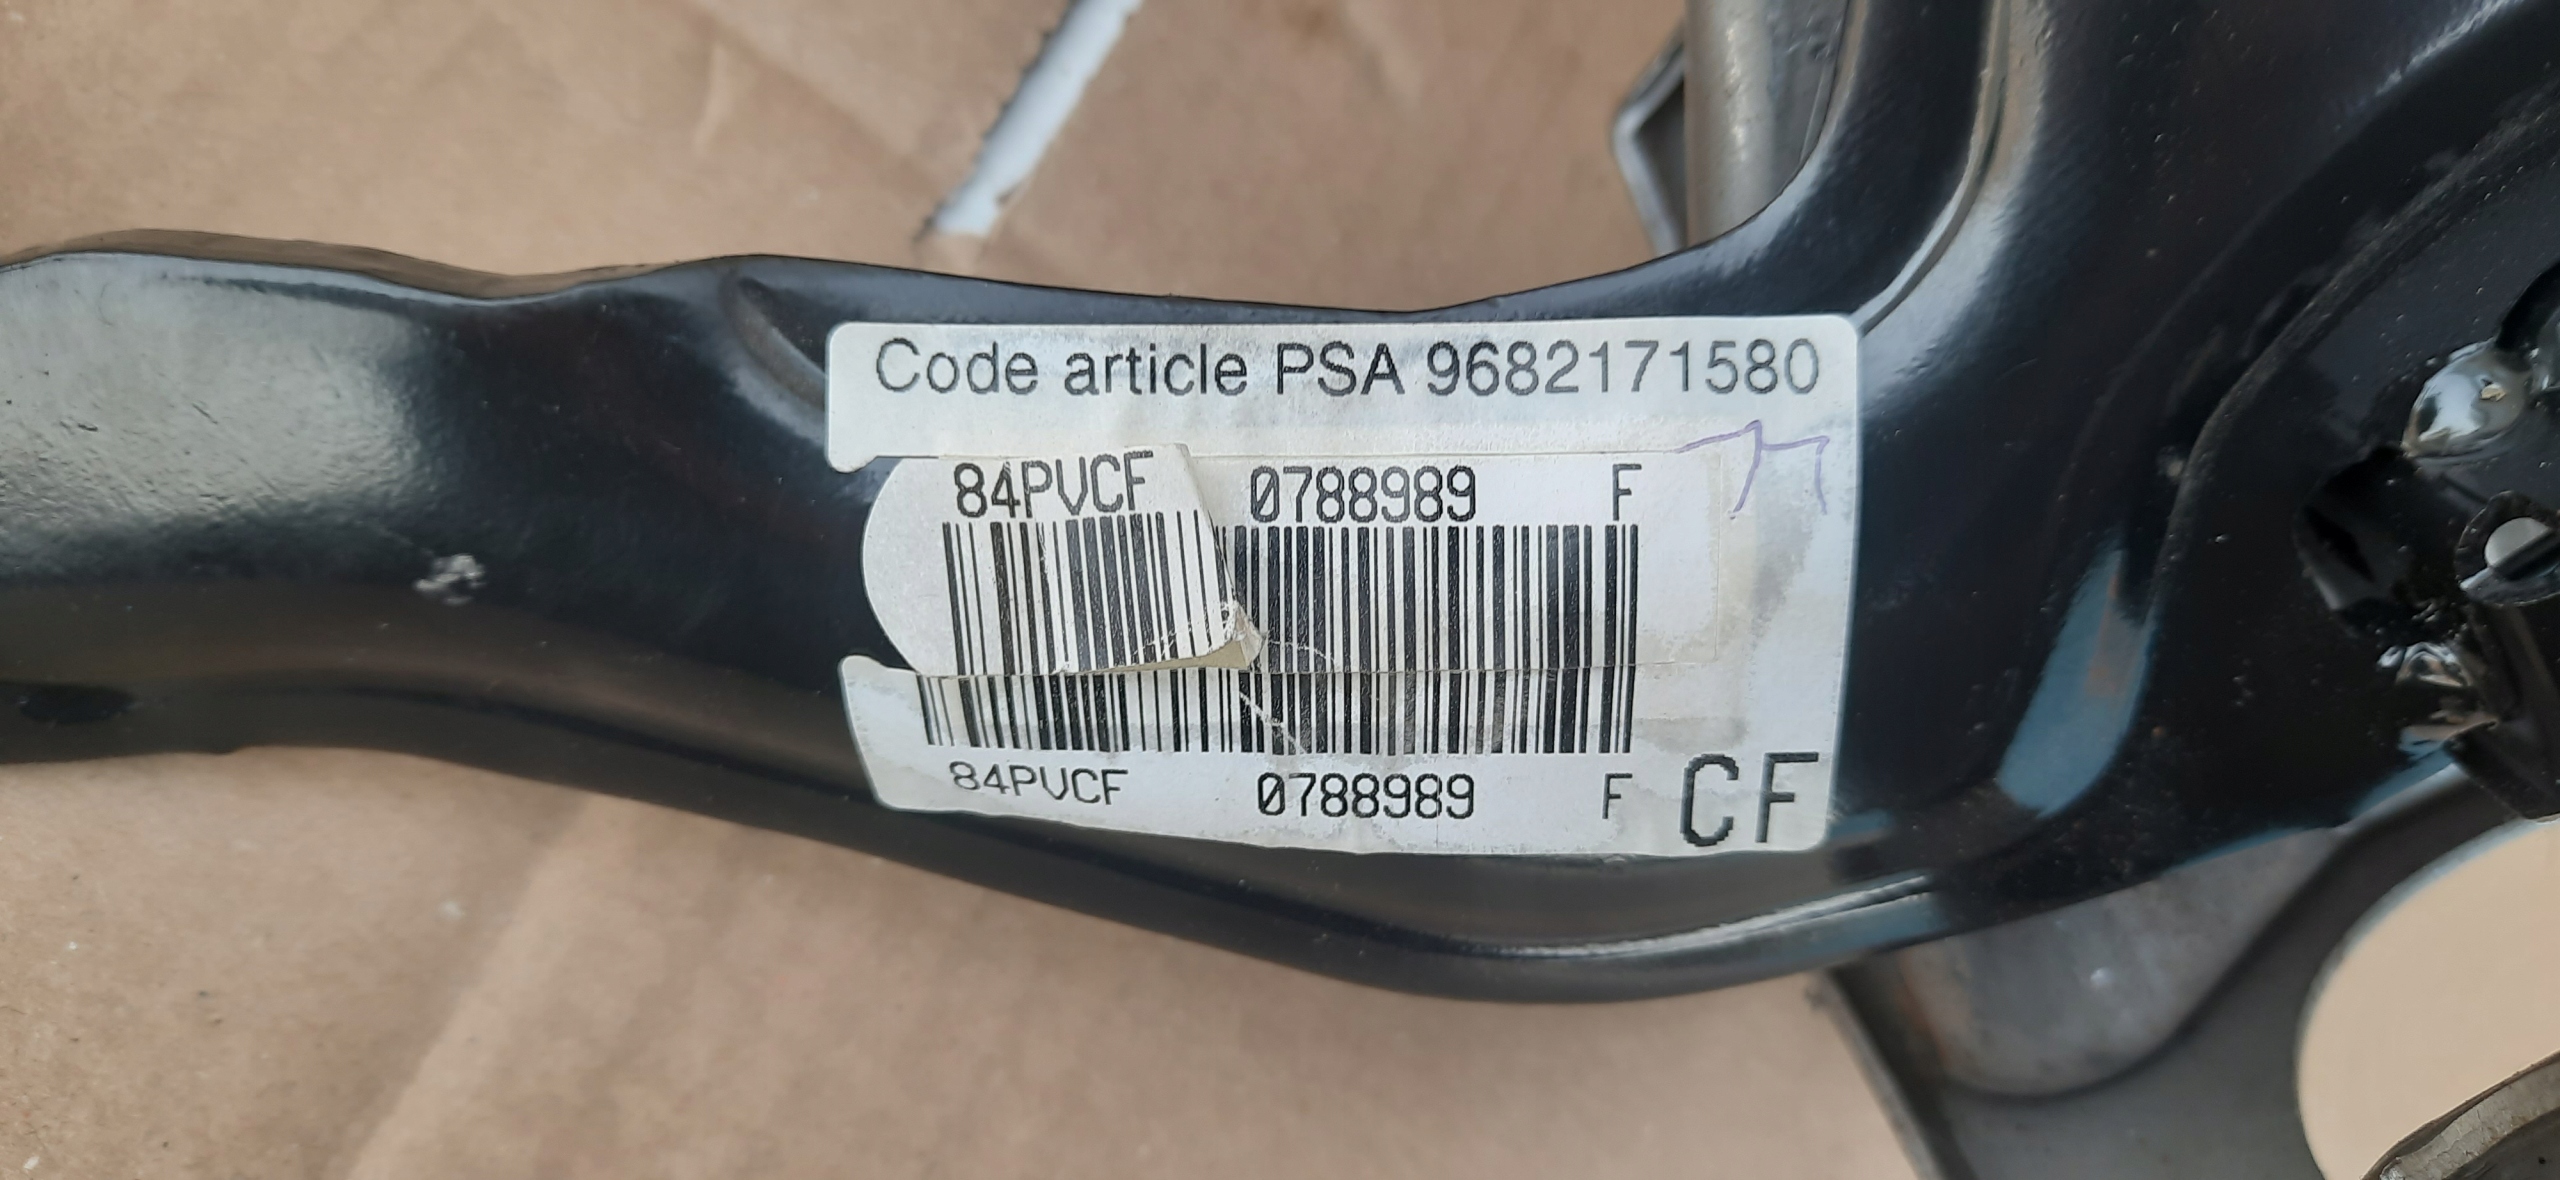 Code article PSA 9682171580
84PVCF 0788989 F
84PVCF 0788989 F CF